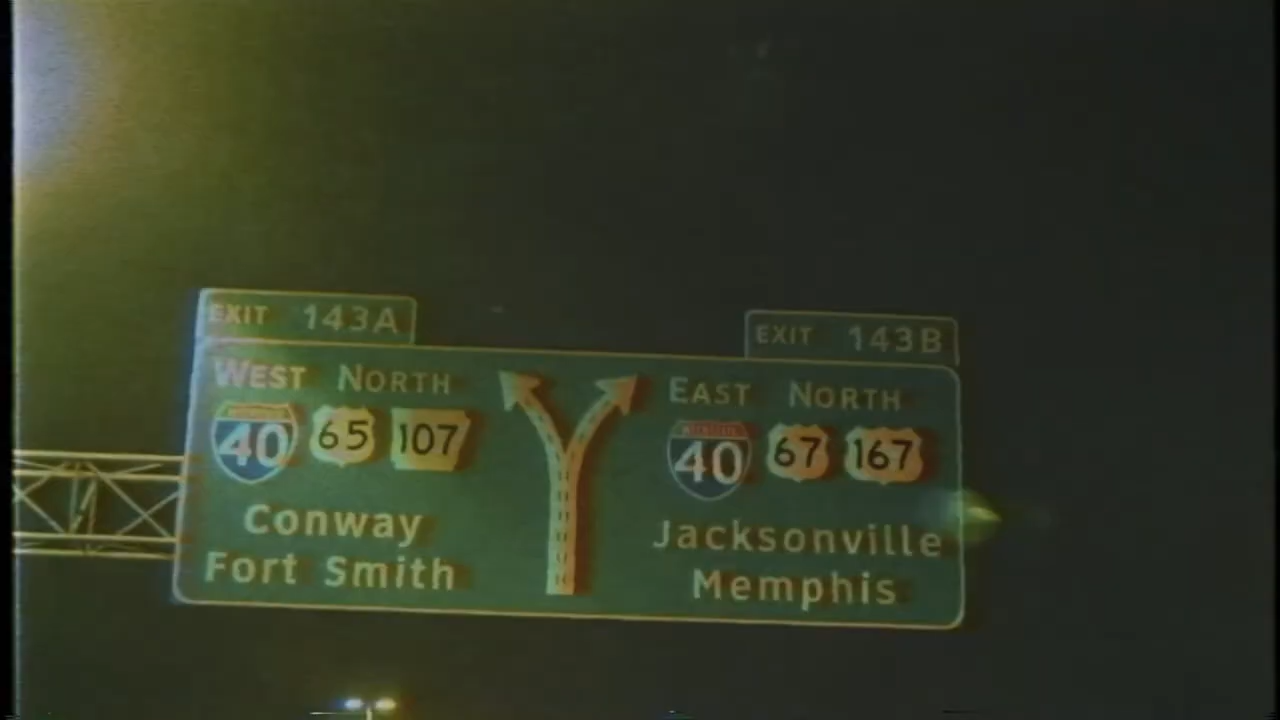 EXIT 143A
WEST NORTH
40 65 107
Conway
Fort Smith
EXIT 143B
EAST NORTH
INTERSTATE
40 67 167
Jacksonville
Memphis